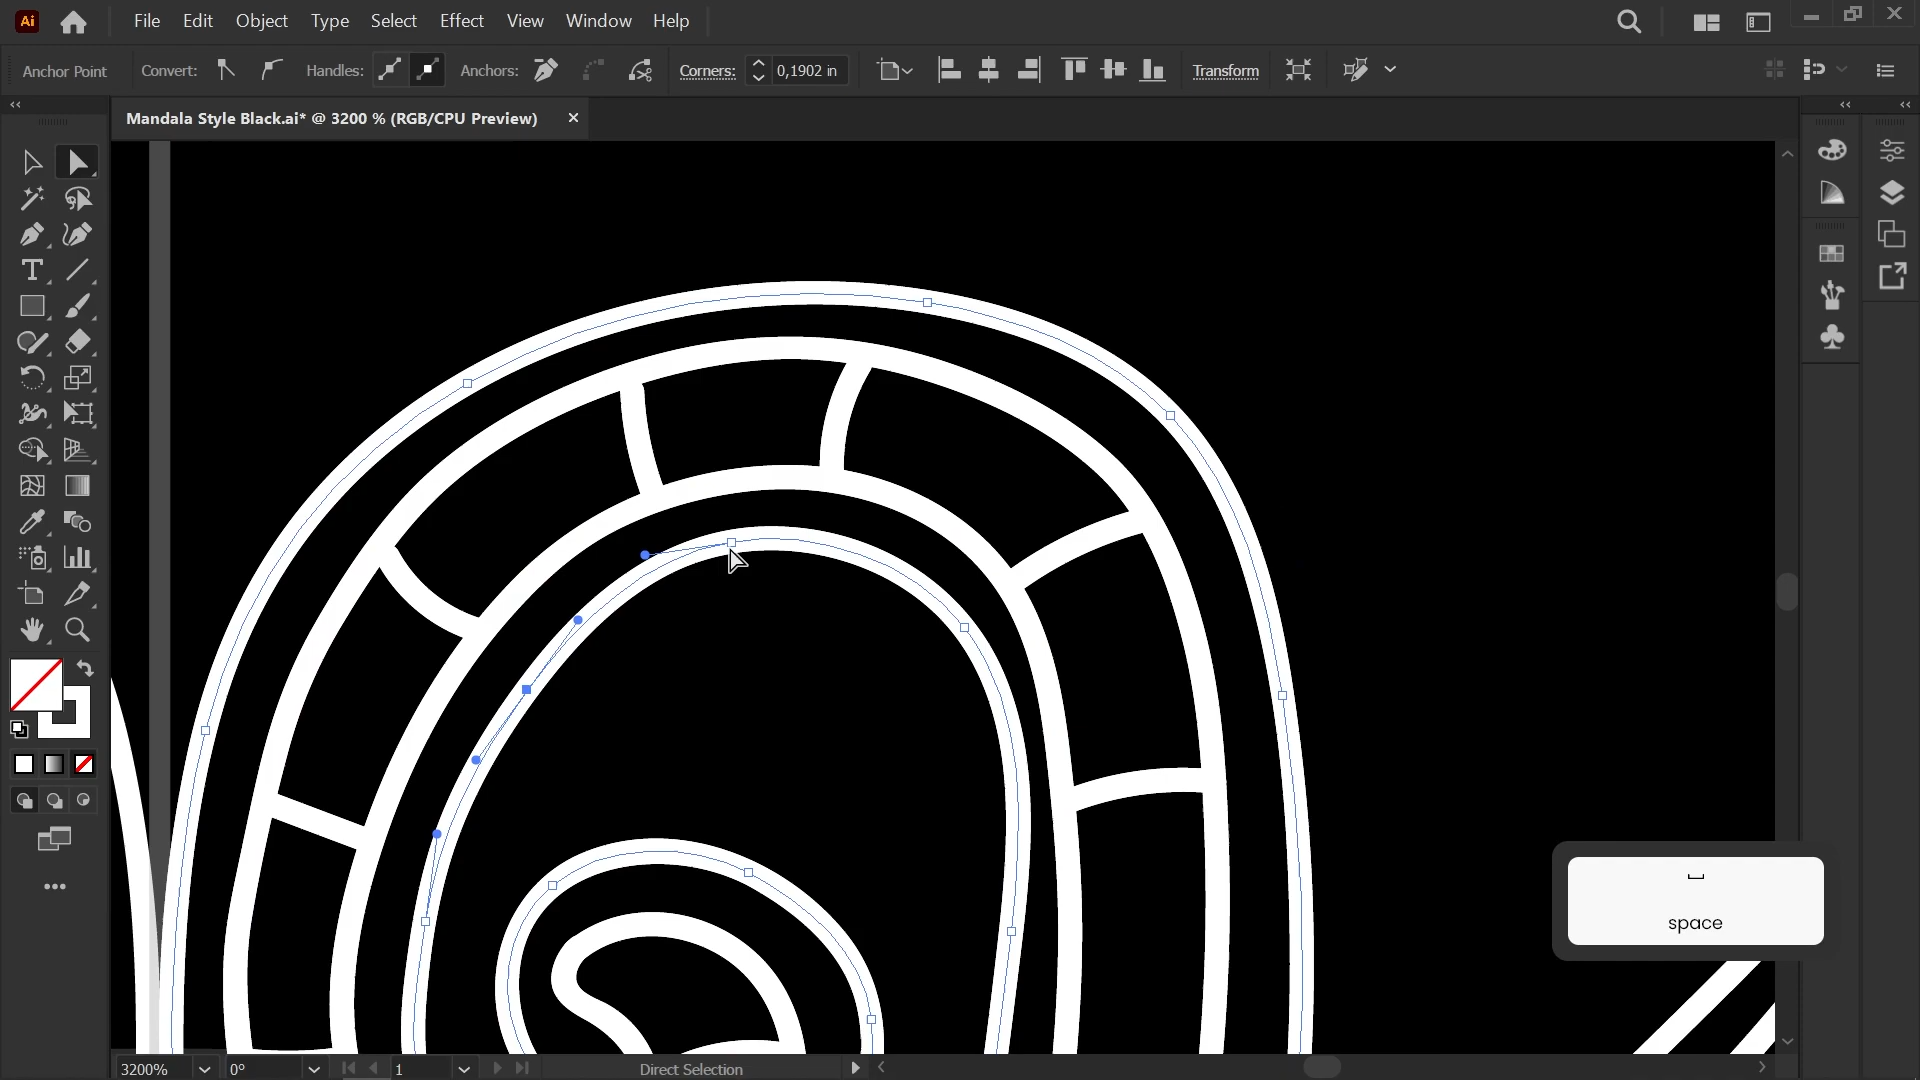 Ai File Edit Object Type Select Effect View Window Help
Anchor Point Convert: Handles: Anchors: Corners: 0,1902 in Transform
Mandala Style Black.ai* @ 3200 % (RGB/CPU Preview)
space
3200% 0° 1 Direct Selection